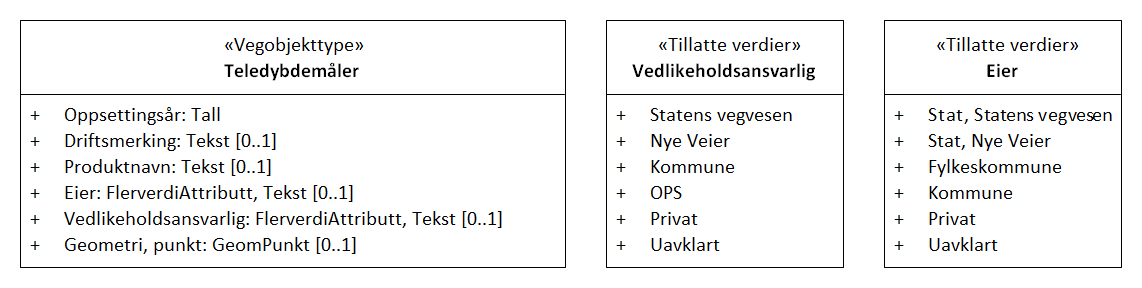 «Vegobjekttype»
Teledybdemåler
+ Oppsettingsår: Tall
+ Driftsmerking: Tekst [0..1]
+ Produktnavn: Tekst [0..1]
+ Eier: FlerverdiAttributt, Tekst [0..1]
+ Vedlikeholdsansvarlig: FlerverdiAttributt, Tekst [0..1]
+ Geometri, punkt: GeomPunkt [0..1]
«Tillatte verdier»
Vedlikeholdsansvarlig
+ Statens vegvesen
+ Nye Veier
+ Kommune
+ OPS
+ Privat
+ Uavklart
«Tillatte verdier»
Eier
+ Stat, Statens vegvesen
+ Stat, Nye Veier
+ Fylkeskommune
+ Kommune
+ Privat
+ Uavklart